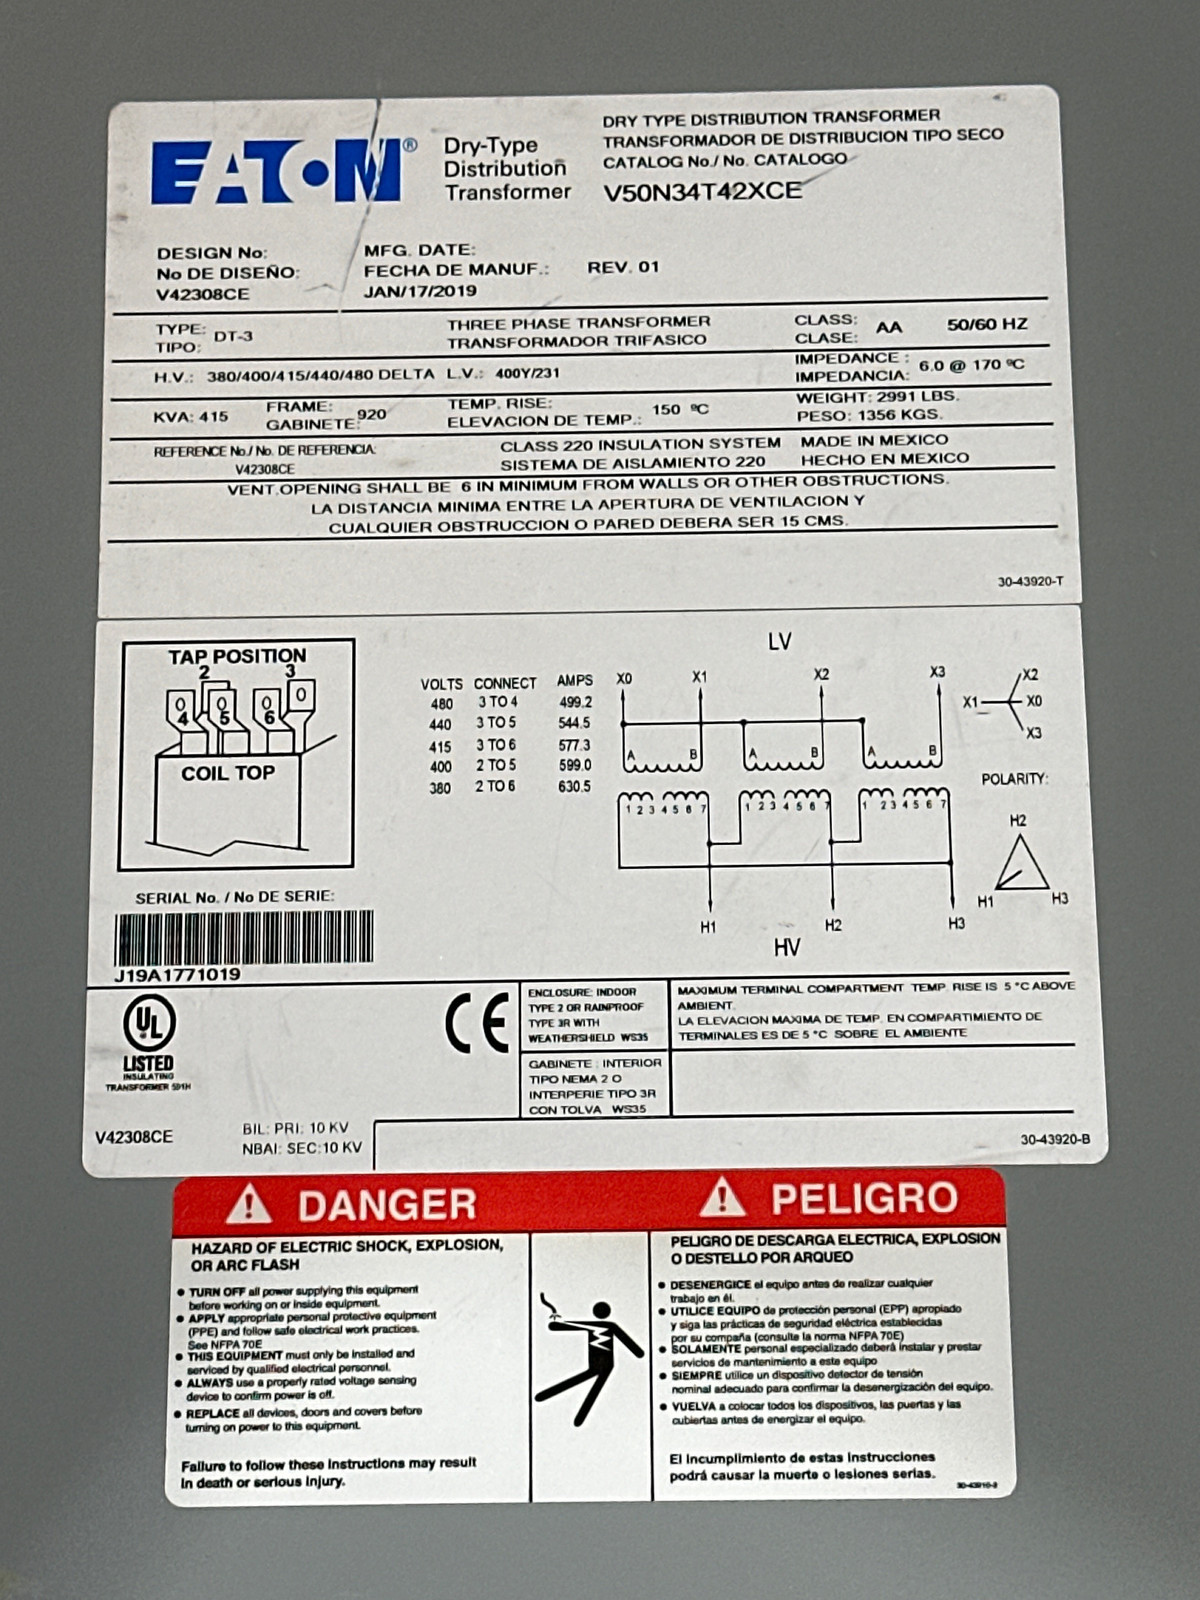 EATON®
Dry-Type
Distribution
Transformer
DRY TYPE DISTRIBUTION TRANSFORMER
TRANSFORMADOR DE DISTRIBUCION TIPO SECO
CATALOG No./ No. CATALOGO
V50N34T42XCE
DESIGN No:
No DE DISEÑO:
V42308CE
MFG. DATE:
FECHA DE MANUF.:
JAN/17/2019
REV. 01
TYPE:
TIPO:
DT-3
THREE PHASE TRANSFORMER
TRANSFORMADOR TRIFASICO
CLASS:
CLASE:
AA
50/60 HZ
H.V.: 380/400/415/440/480 DELTA L.V.: 400Y/231
IMPEDANCE :
IMPEDANCIA:
6.0 @ 170 ºC
KVA: 415
FRAME:
GABINETE:
920
TEMP. RISE:
ELEVACION DE TEMP.:
150 ºC
WEIGHT: 2991 LBS.
PESO: 1356 KGS.
REFERENCE No./ No. DE REFERENCIA:
V42308CE
CLASS 220 INSULATION SYSTEM
SISTEMA DE AISLAMIENTO 220
MADE IN MEXICO
HECHO EN MEXICO
VENT.OPENING SHALL BE 6 IN MINIMUM FROM WALLS OR OTHER OBSTRUCTIONS.
LA DISTANCIA MINIMA ENTRE LA APERTURA DE VENTILACION Y
CUALQUIER OBSTRUCCION O PARED DEBERA SER 15 CMS.
30-43920-T
TAP POSITION
2 3
4 5 6
COIL TOP
VOLTS CONNECT AMPS
480 3 TO 4 499.2
440 3 TO 5 544.5
415 3 TO 6 577.3
400 2 TO 5 599.0
380 2 TO 6 630.5
LV
X0 X1 X2 X3
A B A B A B
1 2 3 4 5 6 7 1 2 3 4 5 6 7 1 2 3 4 5 6 7
H1 H2 H3
HV
X2
X1 X0
X3
POLARITY:
H2
H1 H3
SERIAL No. / No DE SERIE:
J19A1771019
UL
LISTED
INSULATING
TRANSFORMER 591H
CE
ENCLOSURE: INDOOR
TYPE 2 OR RAINPROOF
TYPE 3R WITH
WEATHERSHIELD WS35
MAXIMUM TERMINAL COMPARTMENT TEMP. RISE IS 5 °C ABOVE
AMBIENT.
LA ELEVACION MAXIMA DE TEMP. EN COMPARTIMIENTO DE
TERMINALES ES DE 5 °C SOBRE EL AMBIENTE
GABINETE : INTERIOR
TIPO NEMA 2 O
INTERPERIE TIPO 3R
CON TOLVA WS35
V42308CE
BIL: PRI: 10 KV
NBAI: SEC:10 KV
30-43920-B
DANGER
HAZARD OF ELECTRIC SHOCK, EXPLOSION,
OR ARC FLASH
● TURN OFF all power supplying this equipment
before working on or inside equipment.
● APPLY appropriate personal protective equipment
(PPE) and follow safe electrical work practices.
See NFPA 70E
● THIS EQUIPMENT must only be installed and
serviced by qualified electrical personnel.
● ALWAYS use a properly rated voltage sensing
device to confirm power is off.
● REPLACE all devices, doors and covers before
turning on power to this equipment.
Failure to follow these instructions may result
in death or serious injury.
PELIGRO
PELIGRO DE DESCARGA ELECTRICA, EXPLOSION
O DESTELLO POR ARQUEO
● DESENERGICE el equipo antes de realizar cualquier
trabajo en él.
● UTILICE EQUIPO de protección personal (EPP) apropiado
y siga las prácticas de seguridad eléctrica establecidas
por su compañia (consulte la norma NFPA 70E)
● SOLAMENTE personal especializado deberá instalar y prestar
servicios de mantenimiento a este equipo
● SIEMPRE utilice un dispositivo detector de tensión
nominal adecuado para confirmar la desenergización del equipo.
● VUELVA a colocar todos los dispositivos, las puertas y las
cubiertas antes de energizar el equipo.
El incumplimiento de estas instrucciones
podrá causar la muerte o lesiones serias.